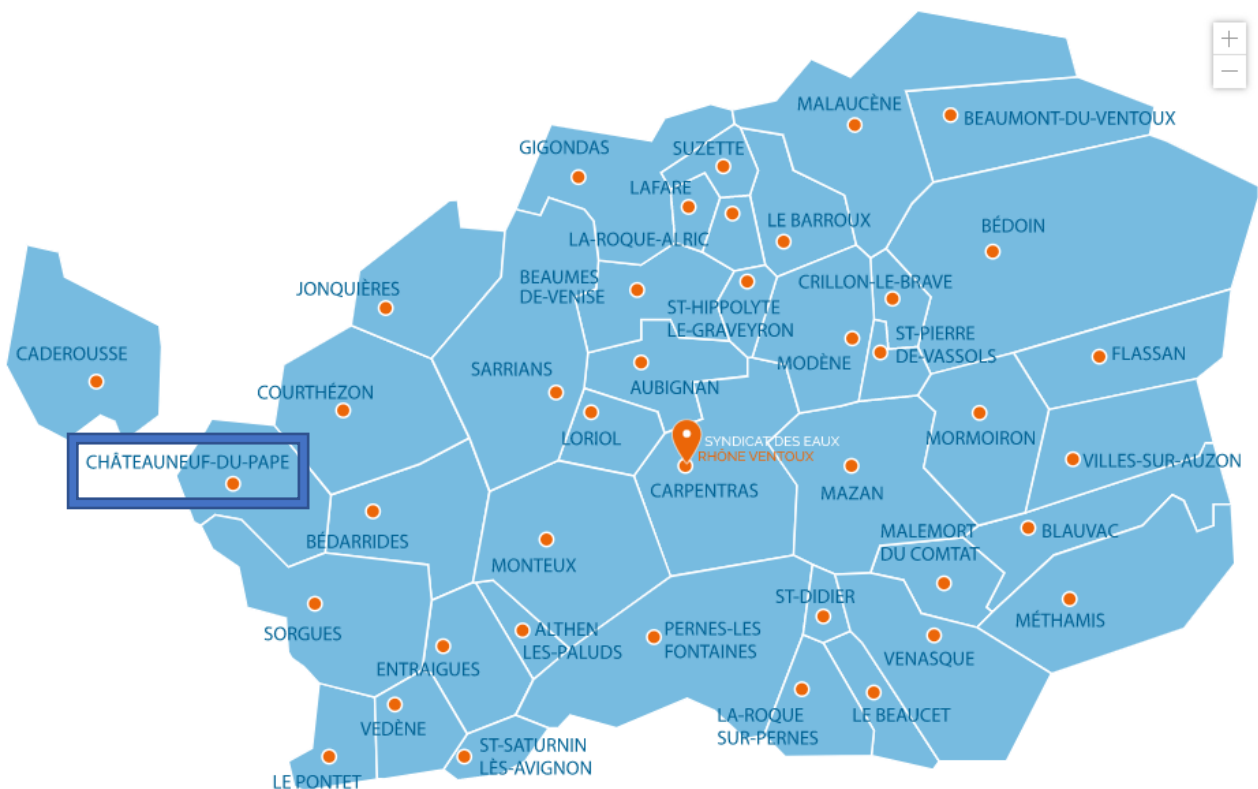 +
−
MALAUCÈNE
BEAUMONT-DU-VENTOUX
GIGONDAS
SUZETTE
LAFARE
LE BARROUX
BÉDOIN
LA-ROQUE-ALRIC
JONQUIÈRES
BEAUMES
DE-VENISE
CRILLON-LE-BRAVE
ST-HIPPOLYTE
LE-GRAVEYRON
ST-PIERRE
DE-VASSOLS
CADEROUSSE
FLASSAN
SARRIANS
MODÈNE
COURTHÉZON
AUBIGNAN
LORIOL
MORMOIRON
SYNDICAT DES EAUX
RHÔNE VENTOUX
CHÂTEAUNEUF-DU-PAPE
VILLES-SUR-AUZON
CARPENTRAS
MAZAN
BÉDARRIDES
MALEMORT
DU COMTAT
BLAUVAC
MONTEUX
ST-DIDIER
MÉTHAMIS
SORGUES
ALTHEN
LES-PALUDS
PERNES-LES
FONTAINES
VENASQUE
ENTRAIGUES
LA-ROQUE
SUR-PERNES
LE BEAUCET
VEDÈNE
ST-SATURNIN
LÈS-AVIGNON
LE PONTET